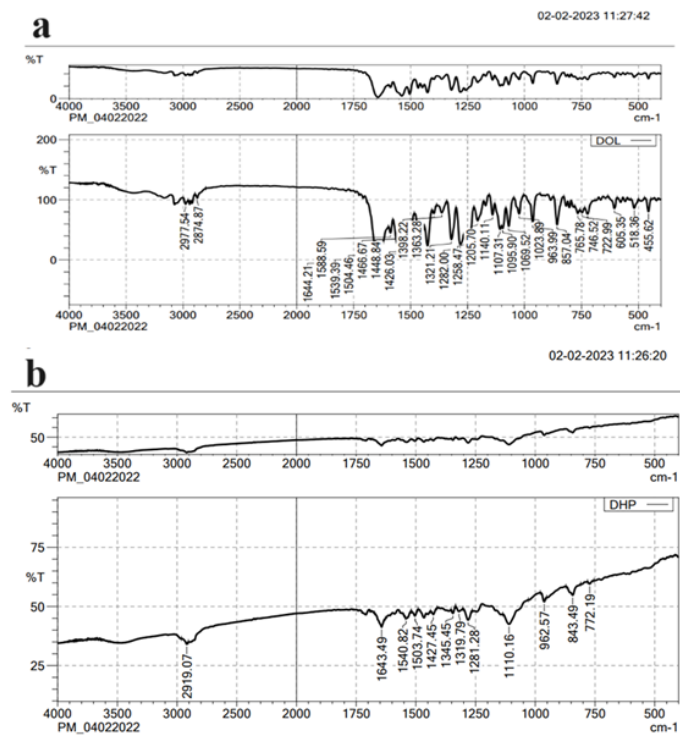 a
02-02-2023 11:27:42
%T
0
4000 3500 3000 2500 2000 1750 1500 1250 1000 750 500
PM_04022022 cm-1
200
DOL
%T
100
0
2977.54 2874.87 1644.21 1588.59 1539.39 1504.46 1466.67 1448.84 1426.03 1398.22 1363.28 1321.21 1282.00 1258.47 1205.70 1140.11 1107.31 1095.90 1069.52 1023.89 963.99 857.04 765.78 746.52 722.99 605.35 518.36 455.62
4000 3500 3000 2500 2000 1750 1500 1250 1000 750 500
PM_04022022 cm-1
02-02-2023 11:26:20
b
%T
50
4000 3500 3000 2500 2000 1750 1500 1250 1000 750 500
PM_04022022 cm-1
DHP
75
%T
50
25
2919.07 1643.49 1540.82 1503.74 1427.45 1345.45 1319.79 1281.28 1110.16 962.57 843.49 772.19
4000 3500 3000 2500 2000 1750 1500 1250 1000 750 500
PM_04022022 cm-1